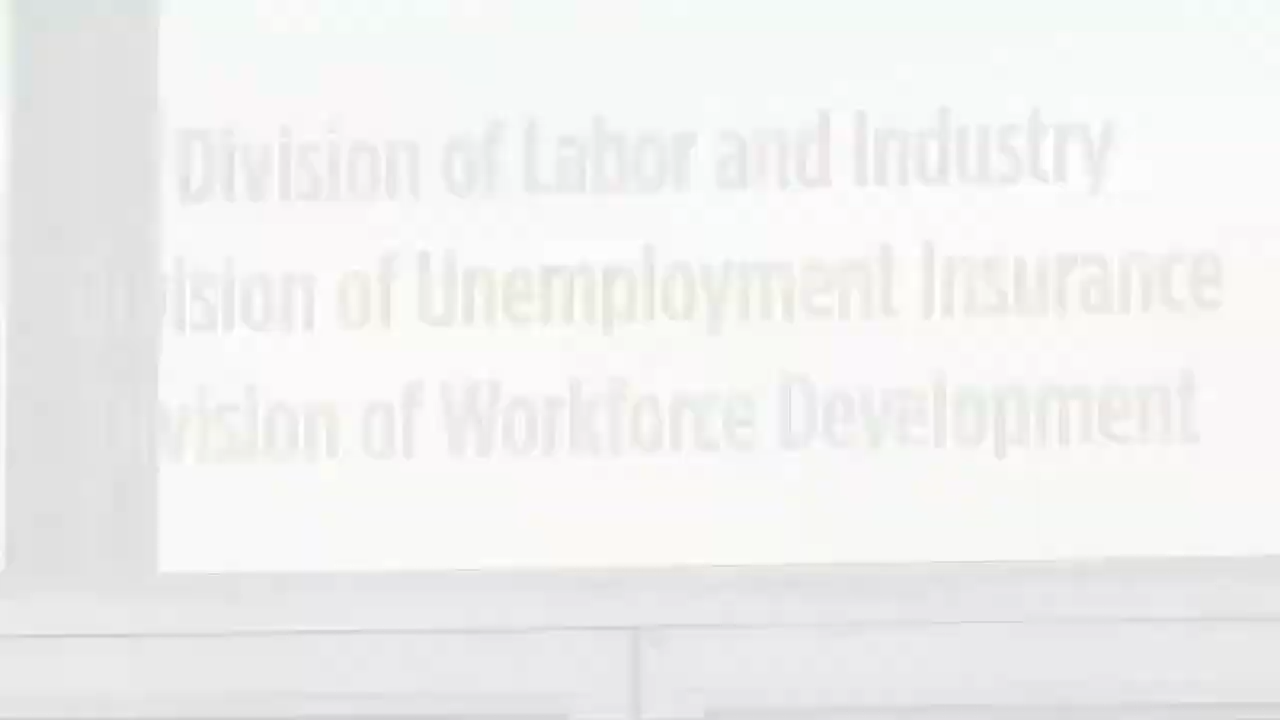 Division of Labor and Industry
Division of Unemployment Insurance
Division of Workforce Development